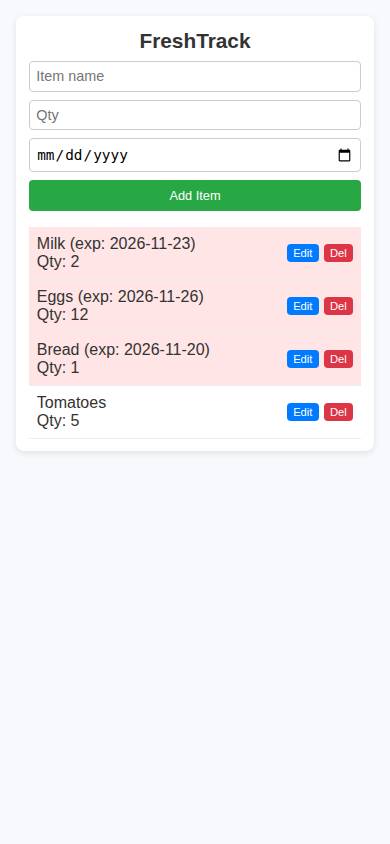 FreshTrack
Item name
Qty
mm/dd/yyyy
Add Item
Milk (exp: 2026-11-23)
Qty: 2
Edit Del
Eggs (exp: 2026-11-26)
Qty: 12
Edit Del
Bread (exp: 2026-11-20)
Qty: 1
Edit Del
Tomatoes
Qty: 5
Edit Del